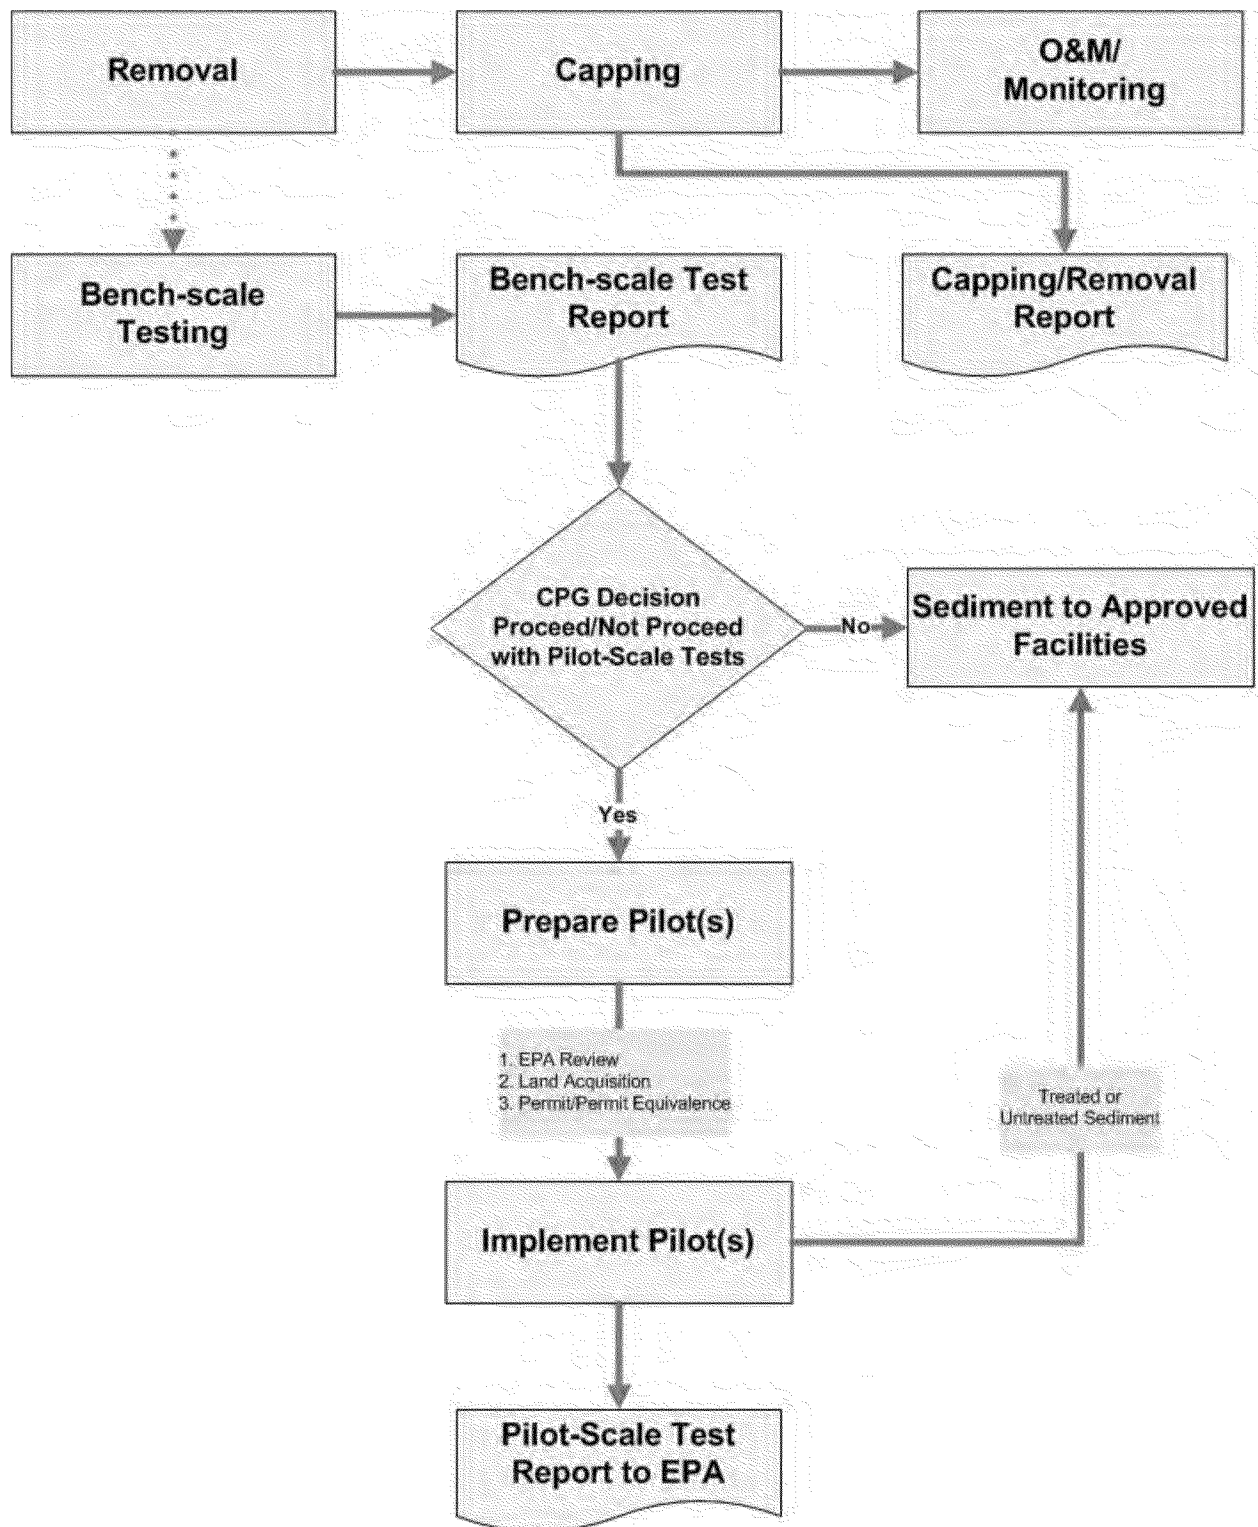 Removal
Capping
O&M/
Monitoring
Bench-scale
Testing
Bench-scale Test
Report
Capping/Removal
Report
CPG Decision
Proceed/Not Proceed
with Pilot-Scale Tests
No
Sediment to Approved
Facilities
Yes
Prepare Pilot(s)
1. EPA Review
2. Land Acquisition
3. Permit/Permit Equivalence
Treated or
Untreated Sediment
Implement Pilot(s)
Pilot-Scale Test
Report to EPA